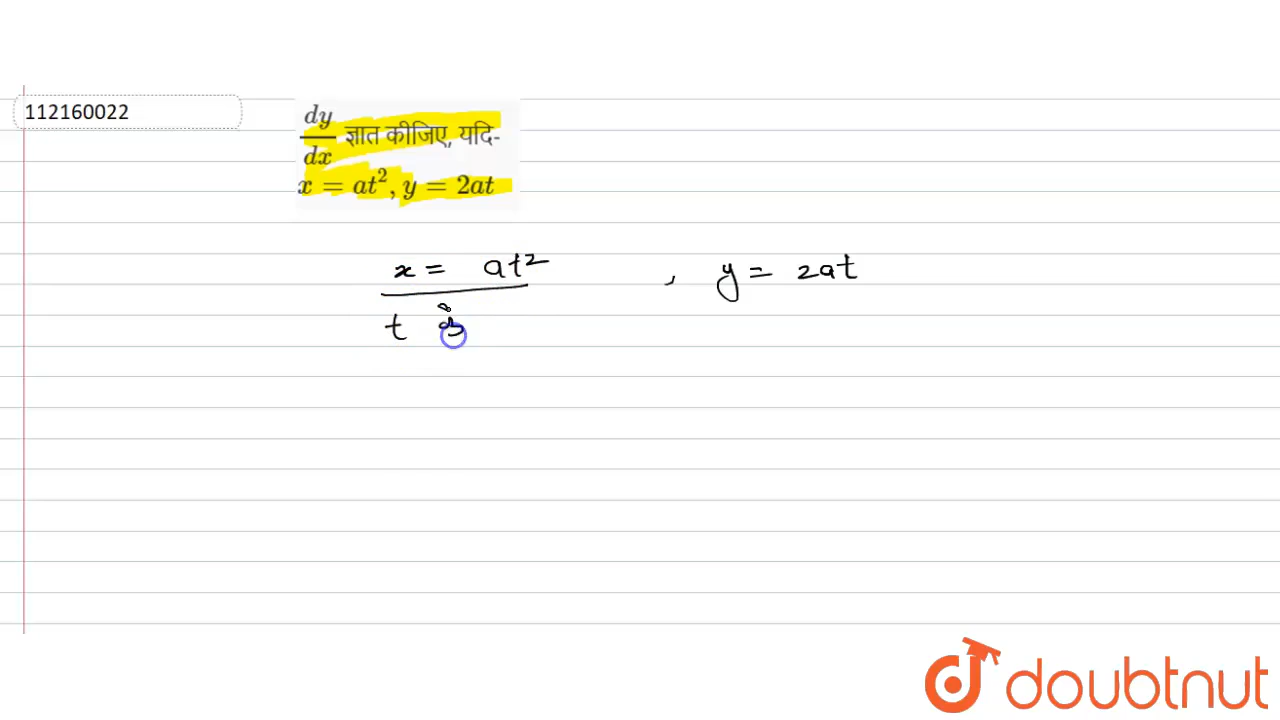 112160022
dy/dx ज्ञात कीजिए, यदि-
x = at², y = 2at
x = at² , y = 2at
t
doubtnut